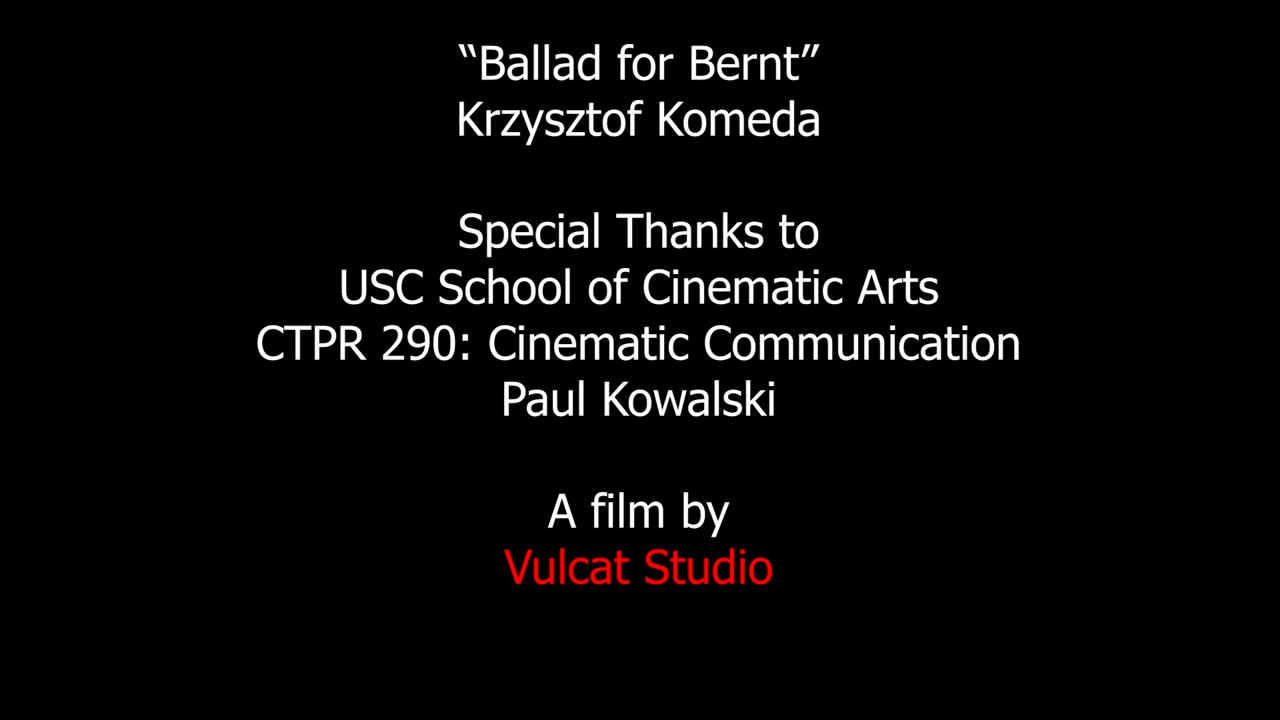 “Ballad for Bernt”
Krzysztof Komeda
Special Thanks to
USC School of Cinematic Arts
CTPR 290: Cinematic Communication
Paul Kowalski
A film by
Vulcat Studio